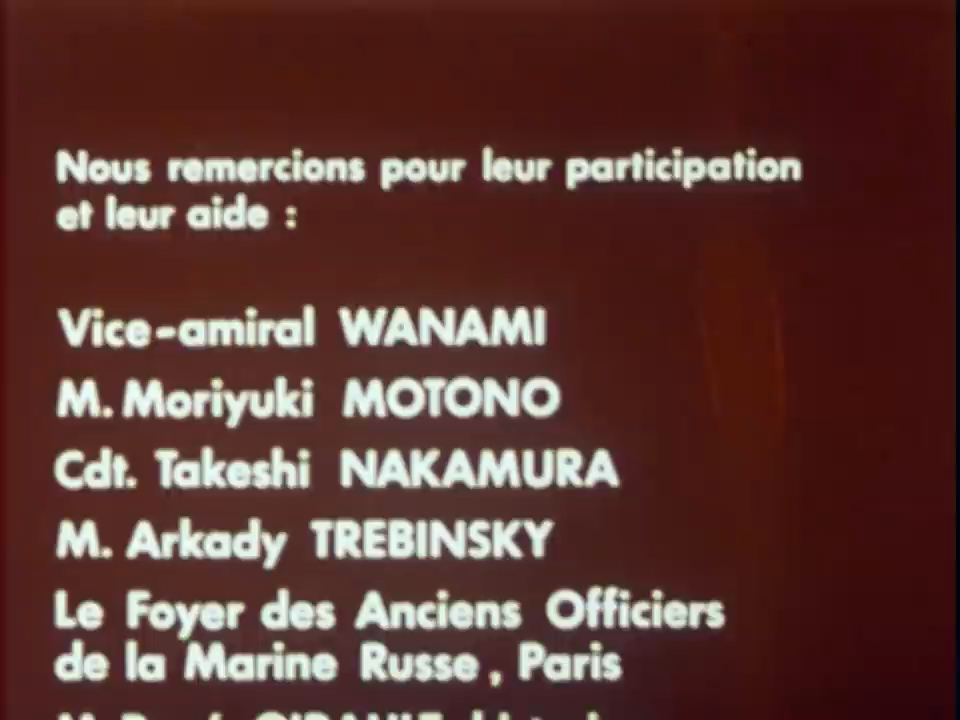 Nous remercions pour leur participation
et leur aide :
Vice-amiral WANAMI
M. Moriyuki MOTONO
Cdt. Takeshi NAKAMURA
M. Arkady TREBINSKY
Le Foyer des Anciens Officiers
de la Marine Russe, Paris